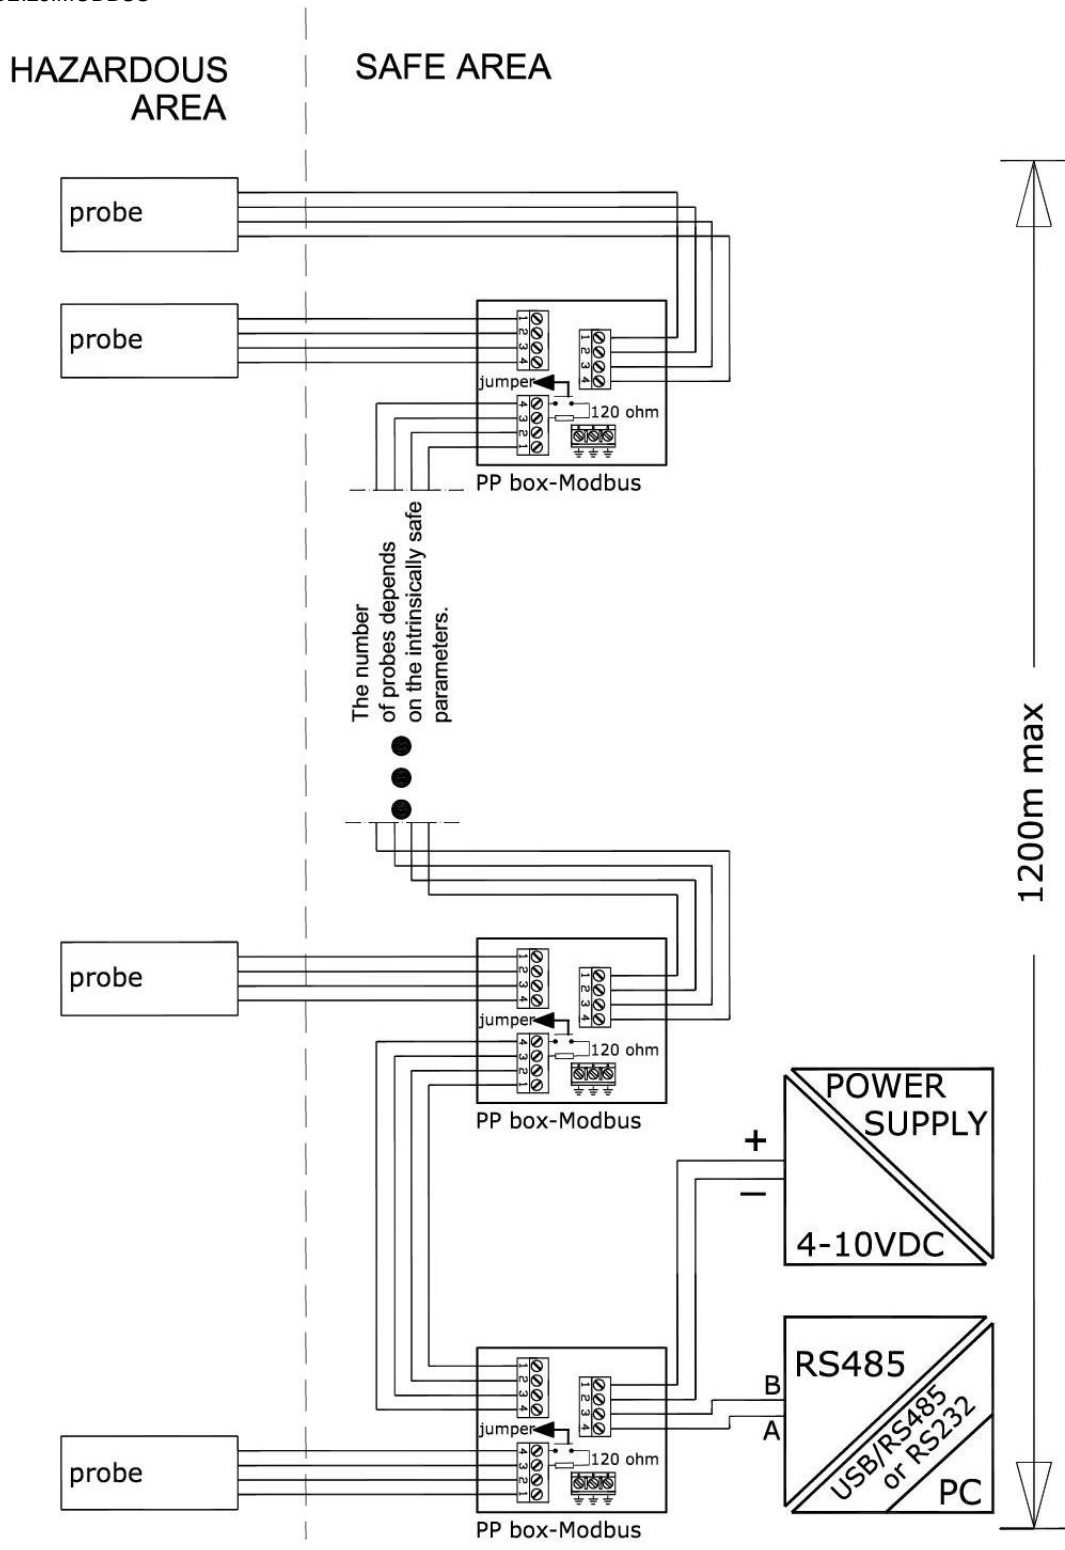 HAZARDOUS
AREA
SAFE AREA
probe
probe
1
2
3
4
1
2
3
4
jumper
4
3
2
1
120 ohm
PP box-Modbus
The number
of probes depends
on the intrinsically safe
parameters.
1200m max
probe
1
2
3
4
1
2
3
4
jumper
4
3
2
1
120 ohm
PP box-Modbus
+
–
POWER
SUPPLY
4-10VDC
1
2
3
4
1
2
3
4
jumper
4
3
2
1
120 ohm
PP box-Modbus
probe
B
A
RS485
USB/RS485
or RS232
PC